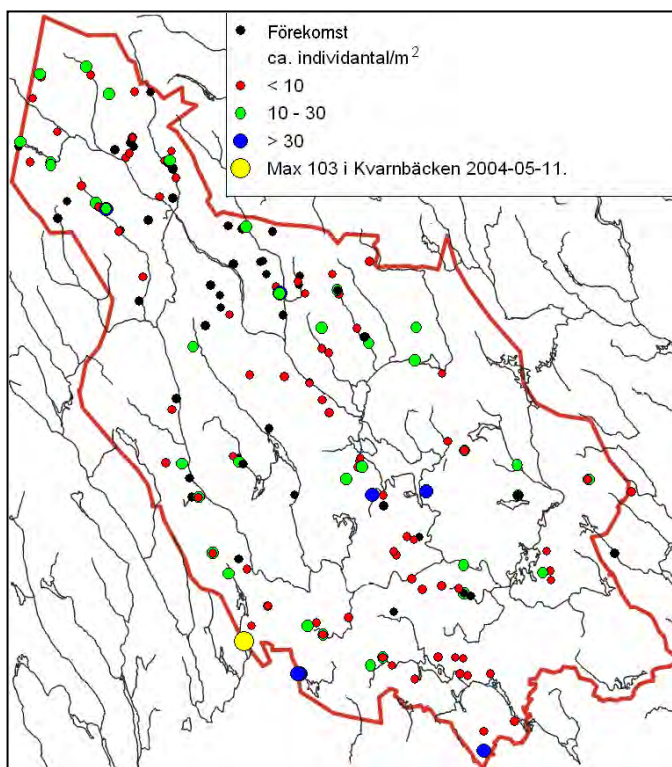 Förekomst
ca. individantal/m²
< 10
10 - 30
> 30
Max 103 i Kvarnbäcken 2004-05-11.